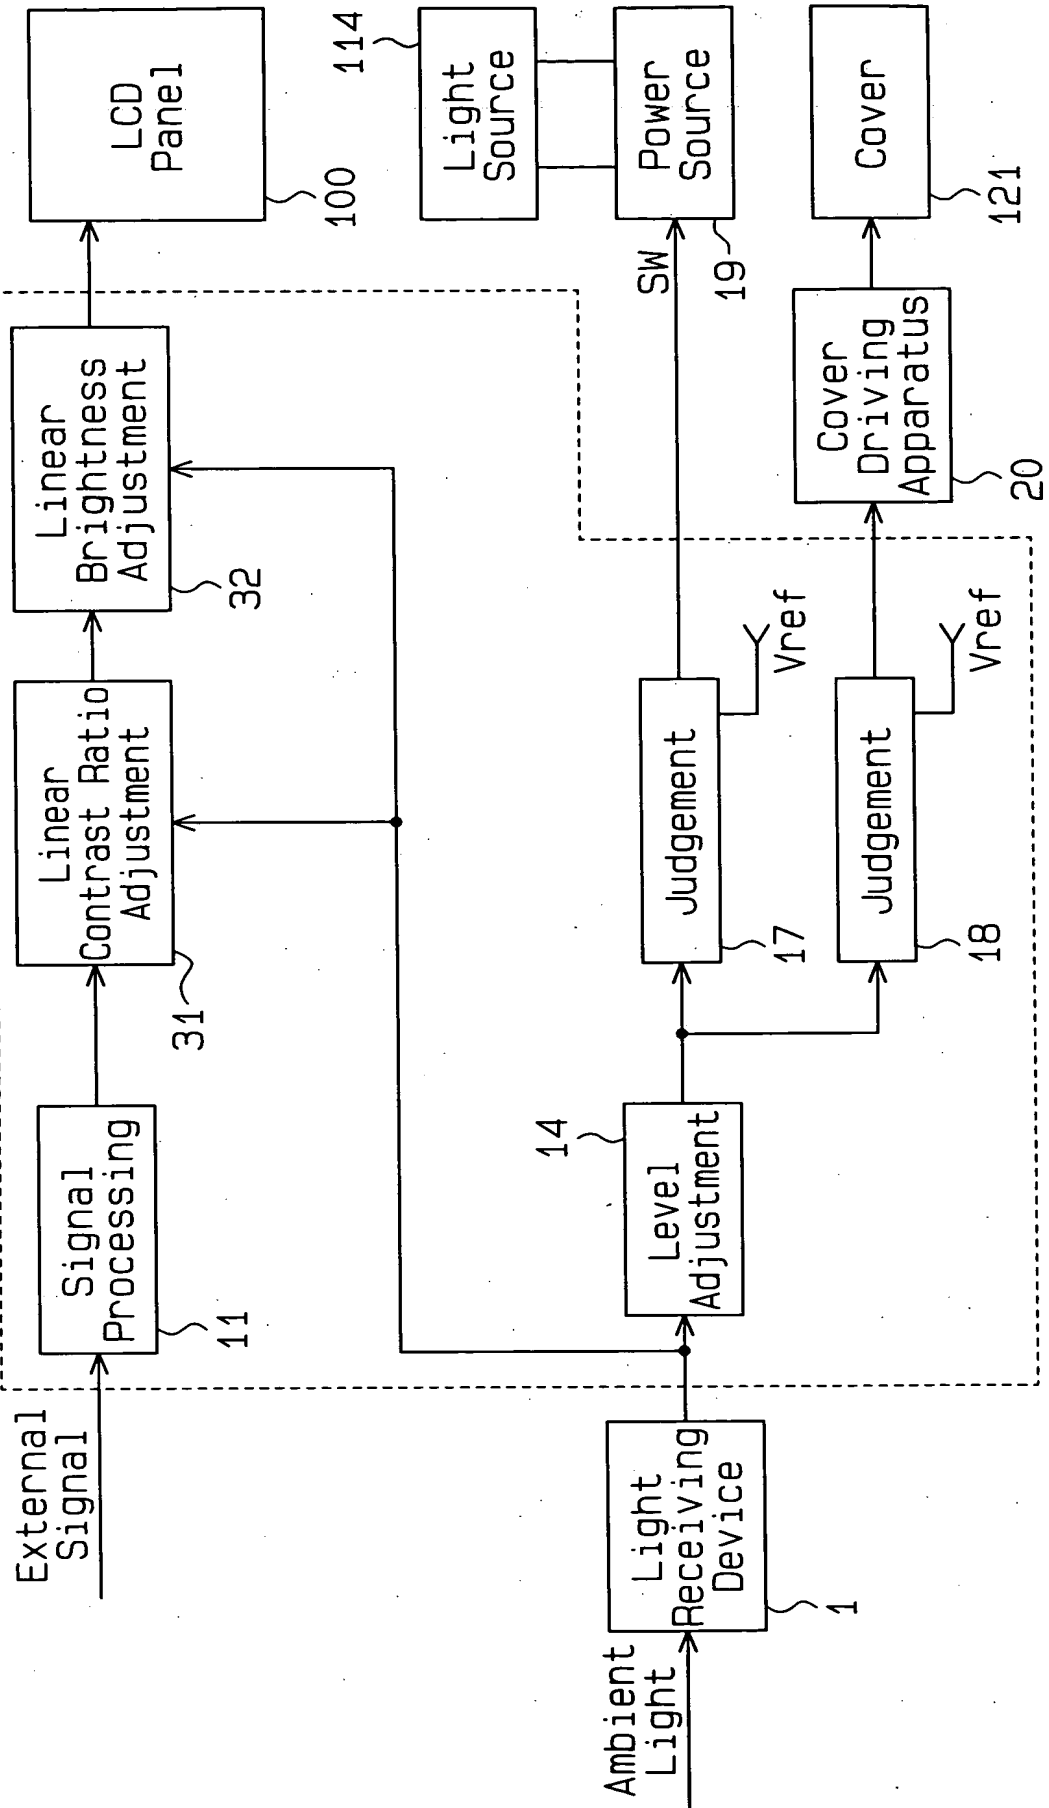 External
Signal
Signal
Processing
11
Linear
Contrast Ratio
Adjustment
31
Linear
Brightness
Adjustment
32
LCD
Panel
100
Light
Source
114
Ambient
Light
Light
Receiving
Device
1
Level
Adjustment
14
Judgement
17
Vref
SW
Power
Source
19
Judgement
18
Vref
Cover
Driving
Apparatus
20
Cover
121